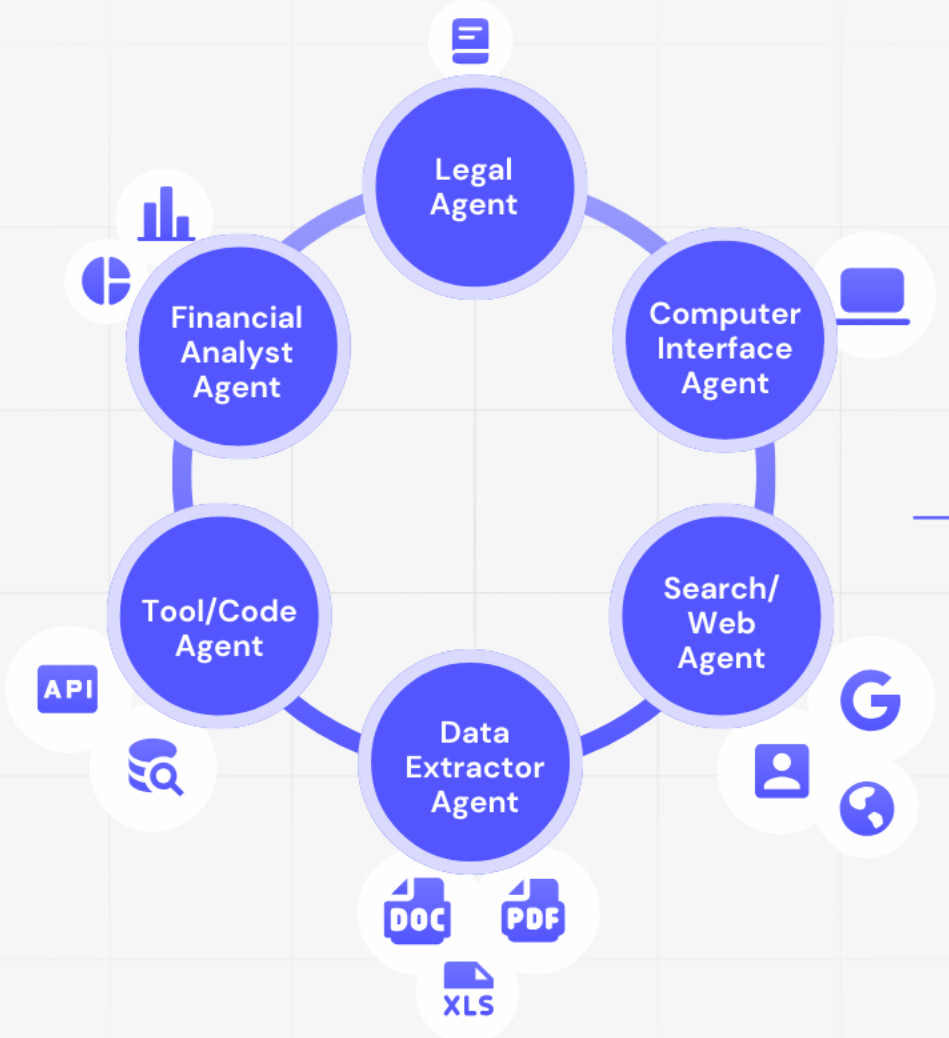 Legal
Agent
Financial
Analyst
Agent
Computer
Interface
Agent
Tool/Code
Agent
Search/
Web
Agent
API
Data
Extractor
Agent
G
DOC
PDF
XLS